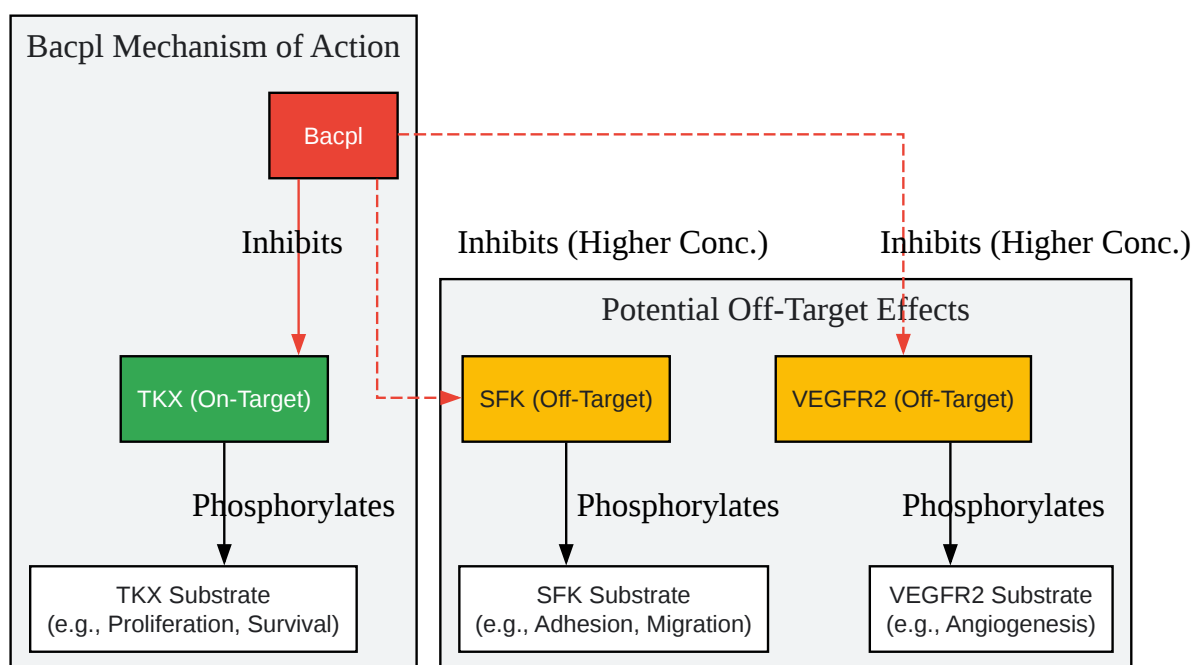 Bacpl Mechanism of Action
Bacpl
Inhibits
Inhibits (Higher Conc.)
Inhibits (Higher Conc.)
Potential Off-Target Effects
TKX (On-Target)
SFK (Off-Target)
VEGFR2 (Off-Target)
Phosphorylates
Phosphorylates
Phosphorylates
TKX Substrate
(e.g., Proliferation, Survival)
SFK Substrate
(e.g., Adhesion, Migration)
VEGFR2 Substrate
(e.g., Angiogenesis)